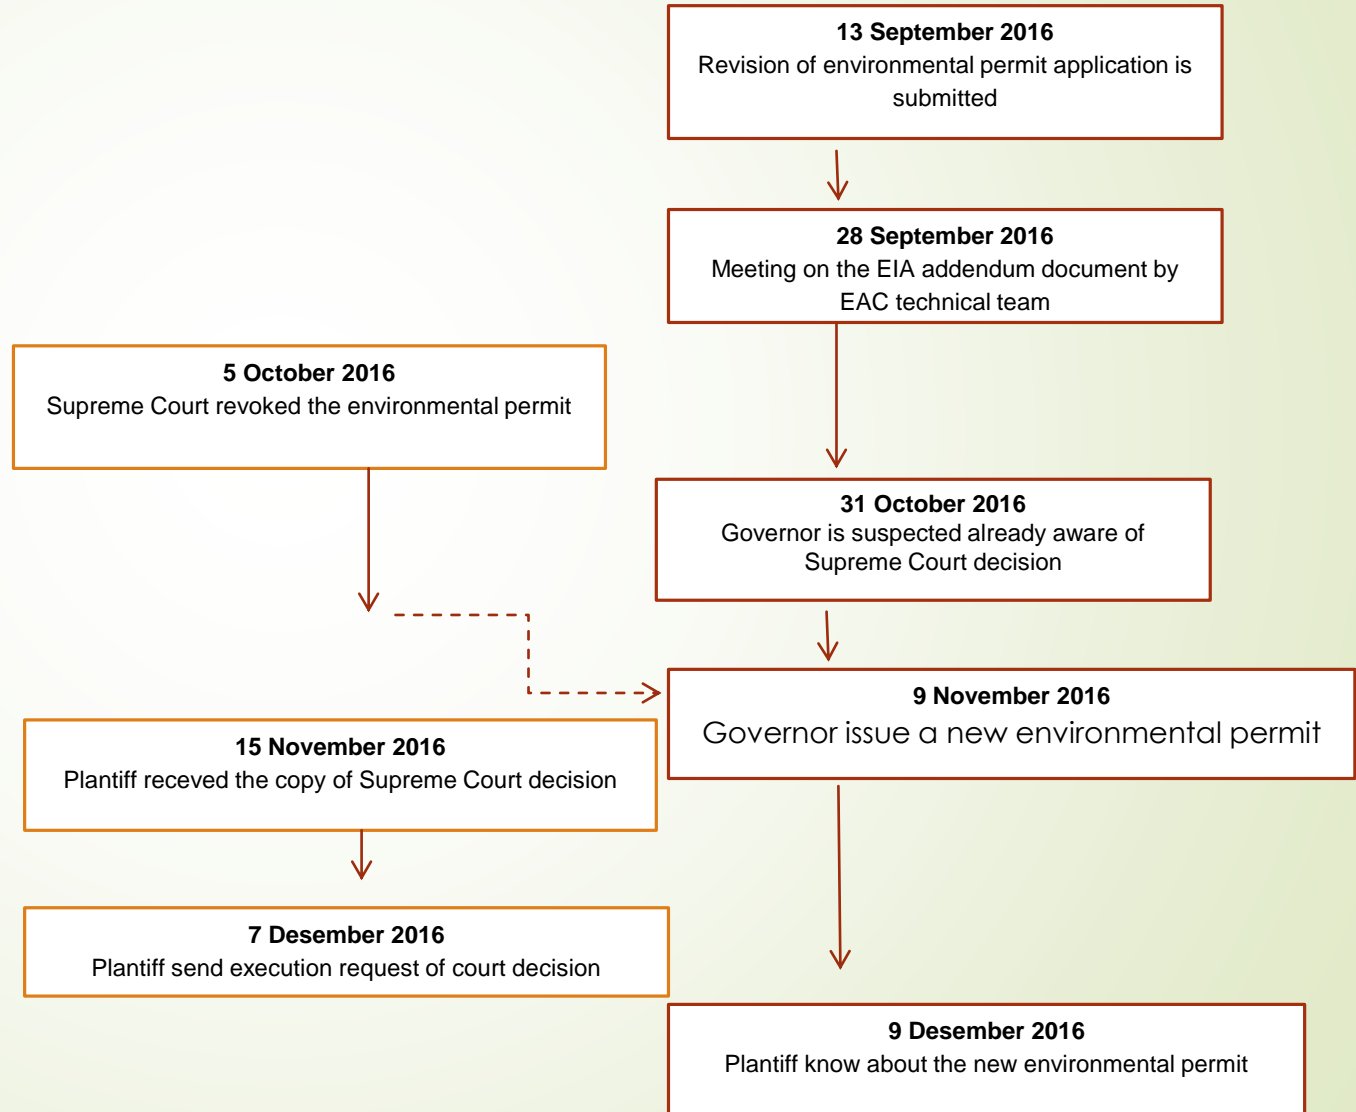 13 September 2016
Revision of environmental permit application is
submitted
28 September 2016
Meeting on the EIA addendum document by
EAC technical team
5 October 2016
Supreme Court revoked the environmental permit
31 October 2016
Governor is suspected already aware of
Supreme Court decision
9 November 2016
Governor issue a new environmental permit
15 November 2016
Plantiff receved the copy of Supreme Court decision
7 Desember 2016
Plantiff send execution request of court decision
9 Desember 2016
Plantiff know about the new environmental permit